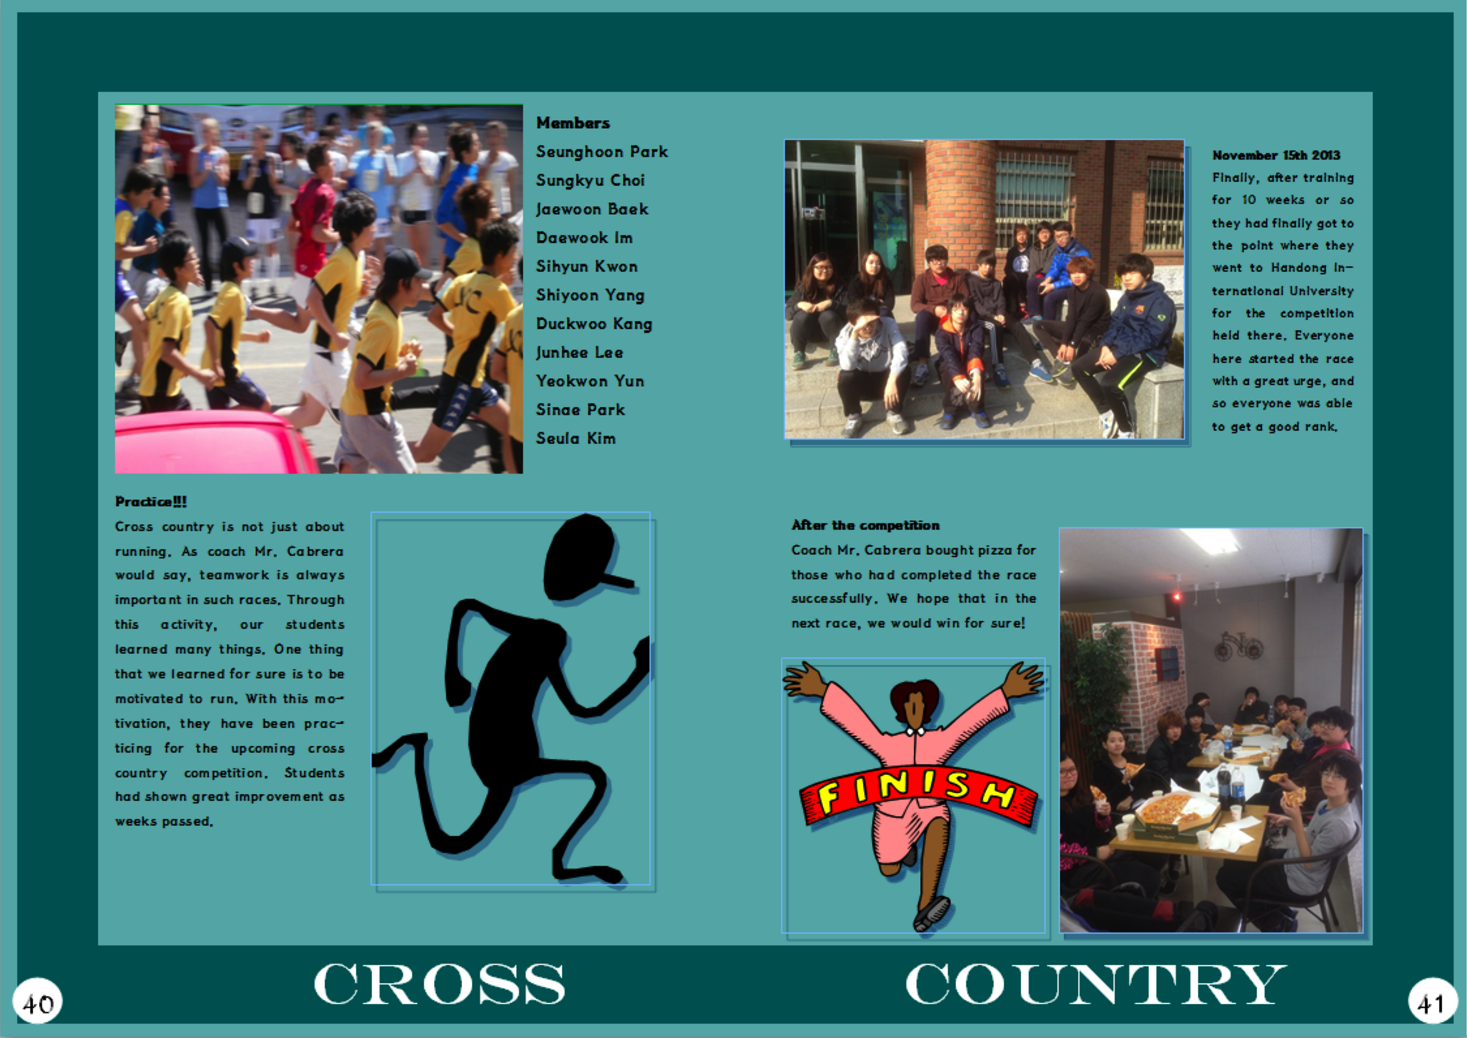 Members
Seunghoon Park
Sungkyu Choi
Jaewoon Baek
Daewook Im
Sihyun Kwon
Shiyoon Yang
Duckwoo Kang
Junhee Lee
Yeokwon Yun
Sinae Park
Seula Kim
Practice!!!
Cross country is not just about
running. As coach Mr. Cabrera
would say, teamwork is always
important in such races. Through
this activity, our students
learned many things. One thing
that we learned for sure is to be
motivated to run. With this mo-
tivation, they have been prac-
ticing for the upcoming cross
country competition. Students
had shown great improvement as
weeks passed.
November 15th 2013
Finally, after training
for 10 weeks or so
they had finally got to
the point where they
went to Handong In-
ternational University
for the competition
held there. Everyone
here started the race
with a great urge, and
so everyone was able
to get a good rank.
After the competition
Coach Mr. Cabrera bought pizza for
those who had completed the race
successfully. We hope that in the
next race, we would win for sure!
FINISH
CROSS COUNTRY
40
41